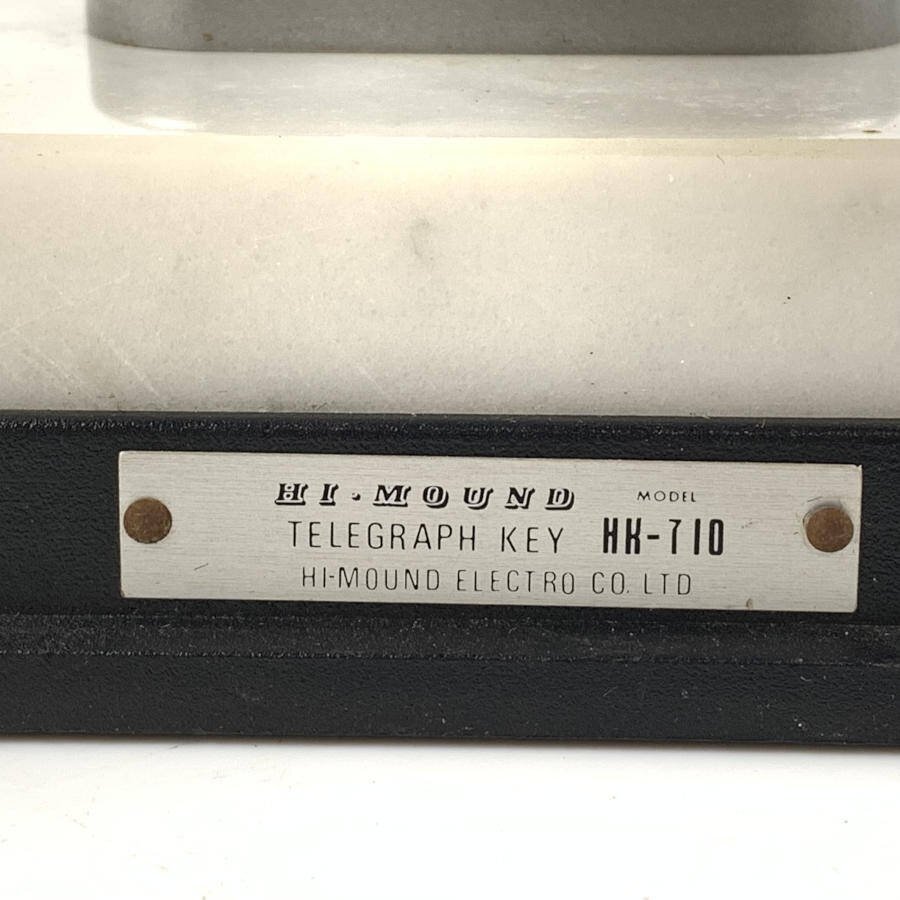 HI-MOUND MODEL
TELEGRAPH KEY HK-710
HI-MOUND ELECTRO CO. LTD